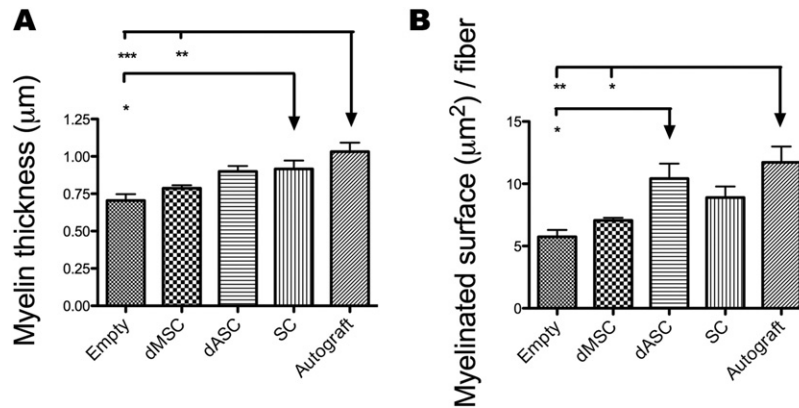 A
***
**
*
Myelin thickness (µm)
1.25
1.00
0.75
0.50
0.25
0.00
Empty
dMSC
dASC
SC
Autograft
B
**
*
*
Myelinated surface (µm²) / fiber
15
10
5
0
Empty
dMSC
dASC
SC
Autograft